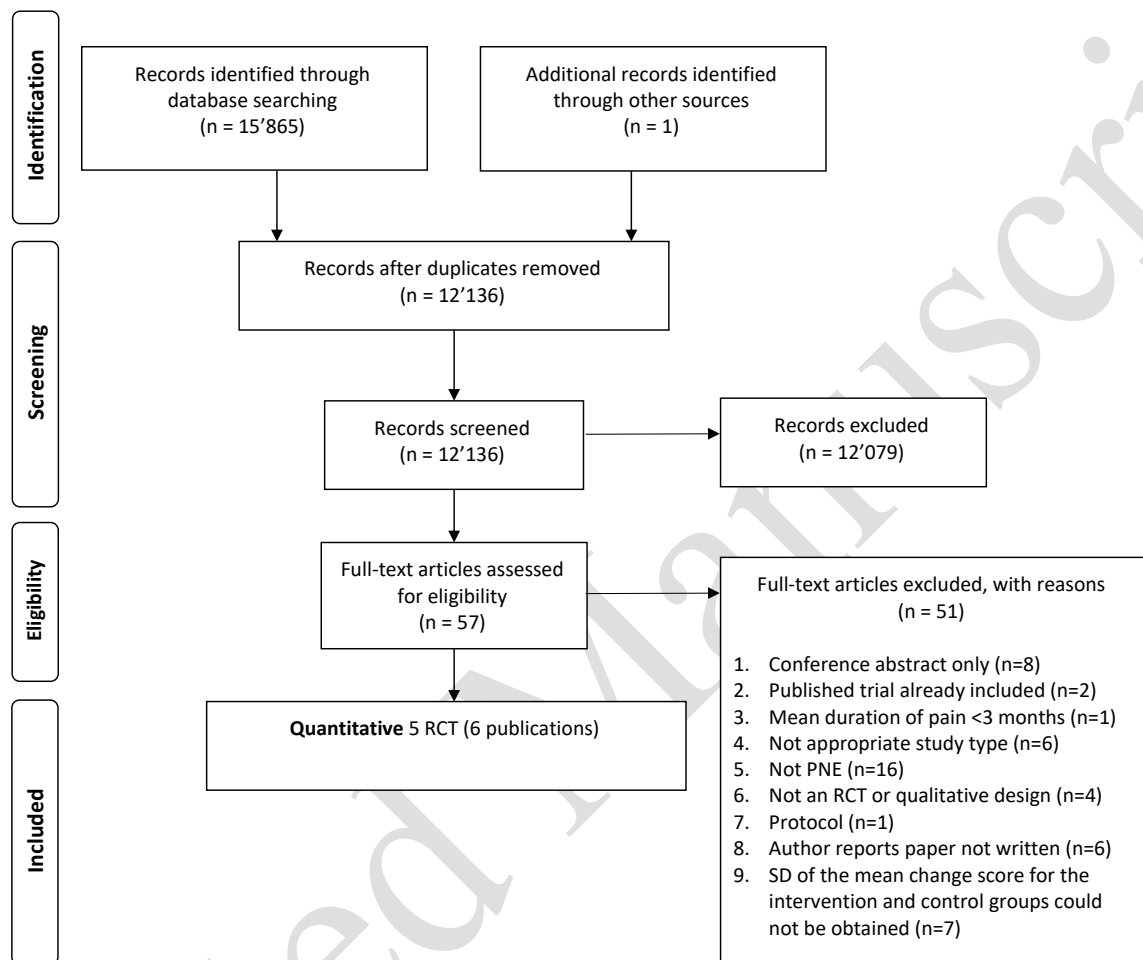 Identification
Records identified through
database searching
(n = 15’865)
Additional records identified
through other sources
(n = 1)
Screening
Records after duplicates removed
(n = 12’136)
Records screened
(n = 12’136)
Records excluded
(n = 12’079)
Eligibility
Full-text articles assessed
for eligibility
(n = 57)
Full-text articles excluded, with reasons
(n = 51)
1. Conference abstract only (n=8)
2. Published trial already included (n=2)
3. Mean duration of pain <3 months (n=1)
4. Not appropriate study type (n=6)
5. Not PNE (n=16)
6. Not an RCT or qualitative design (n=4)
7. Protocol (n=1)
8. Author reports paper not written (n=6)
9. SD of the mean change score for the
intervention and control groups could
not be obtained (n=7)
Included
Quantitative 5 RCT (6 publications)